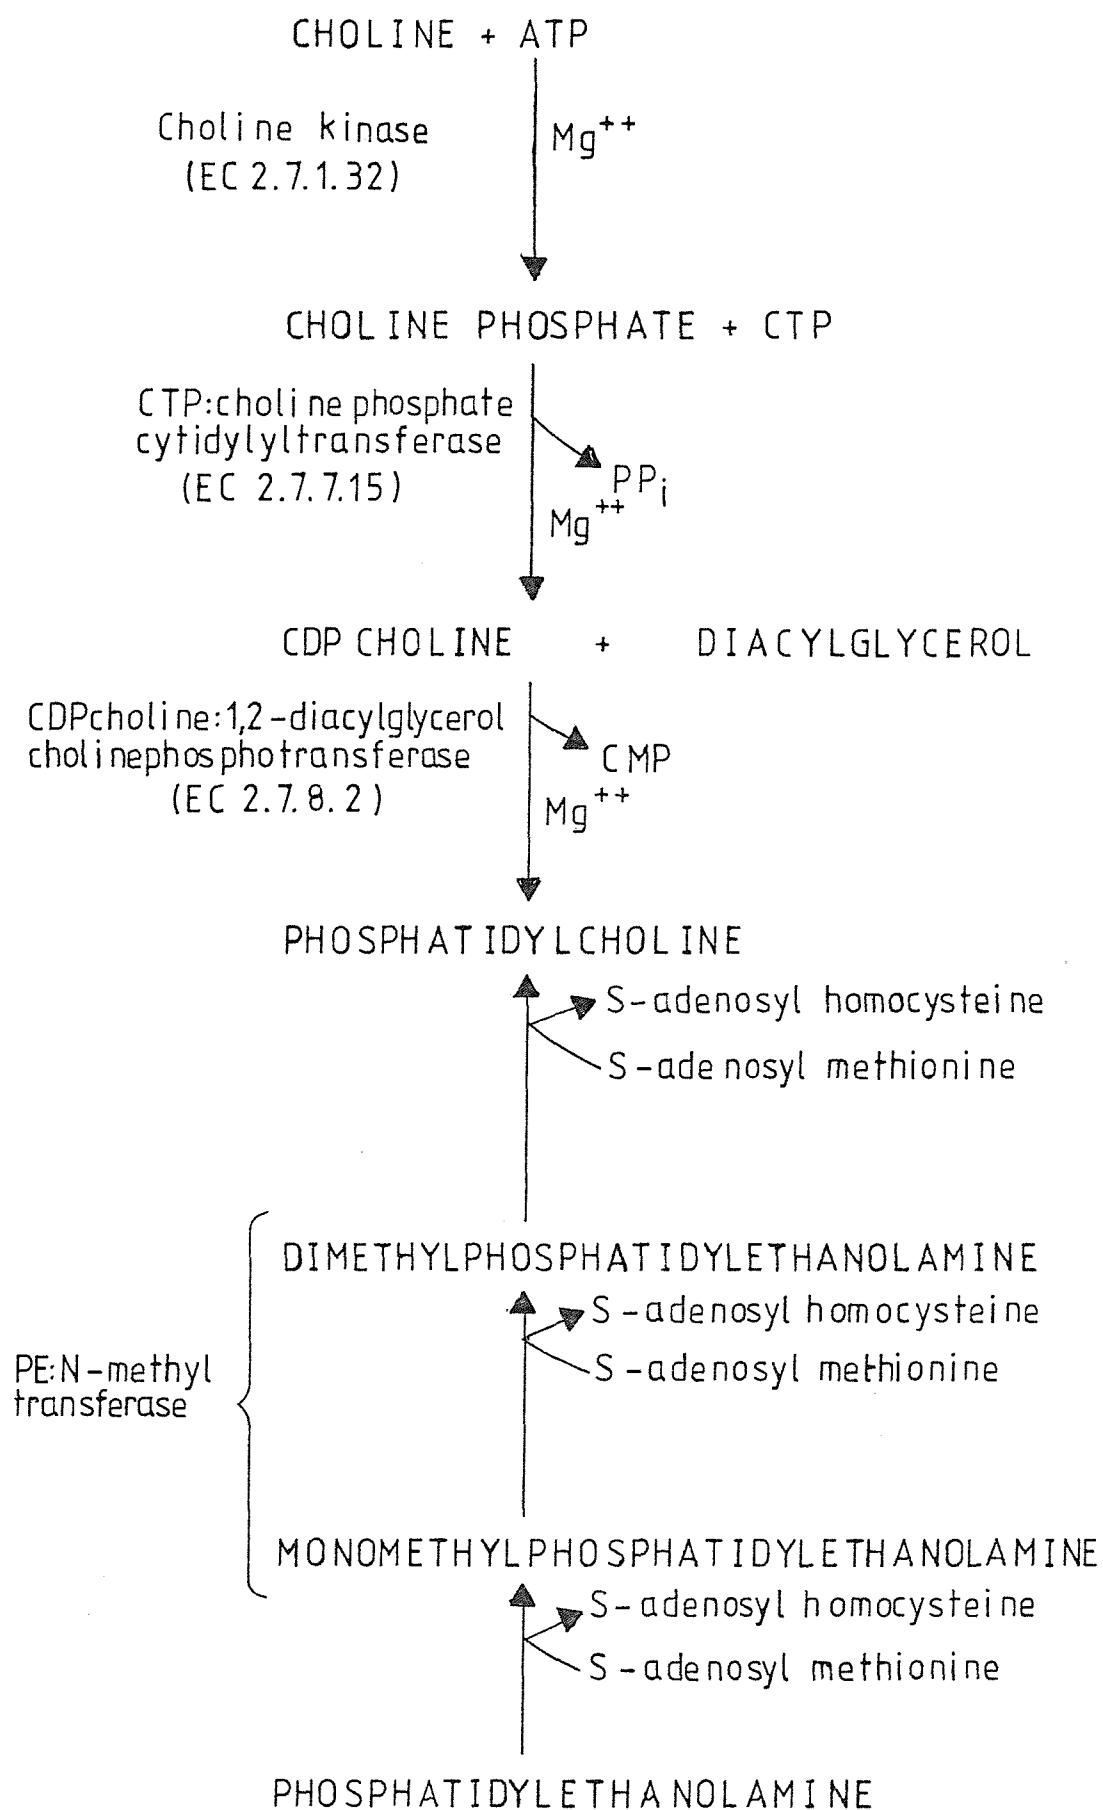 CHOLINE + ATP
Choline kinase
(EC 2.7.1.32)
Mg++
CHOLINE PHOSPHATE + CTP
CTP:choline phosphate
cytidylyltransferase
(EC 2.7.7.15)
PPi
Mg++
CDP CHOLINE + DIACYLGLYCEROL
CDPcholine:1,2-diacylglycerol
cholinephosphotransferase
(EC 2.7.8.2)
CMP
Mg++
PHOSPHATIDYLCHOLINE
S-adenosyl homocysteine
S-adenosyl methionine
DIMETHYLPHOSPHATIDYLETHANOLAMINE
S-adenosyl homocysteine
S-adenosyl methionine
PE:N-methyl
transferase
MONOMETHYLPHOSPHATIDYLETHANOLAMINE
S-adenosyl homocysteine
S-adenosyl methionine
PHOSPHATIDYLETHANOLAMINE